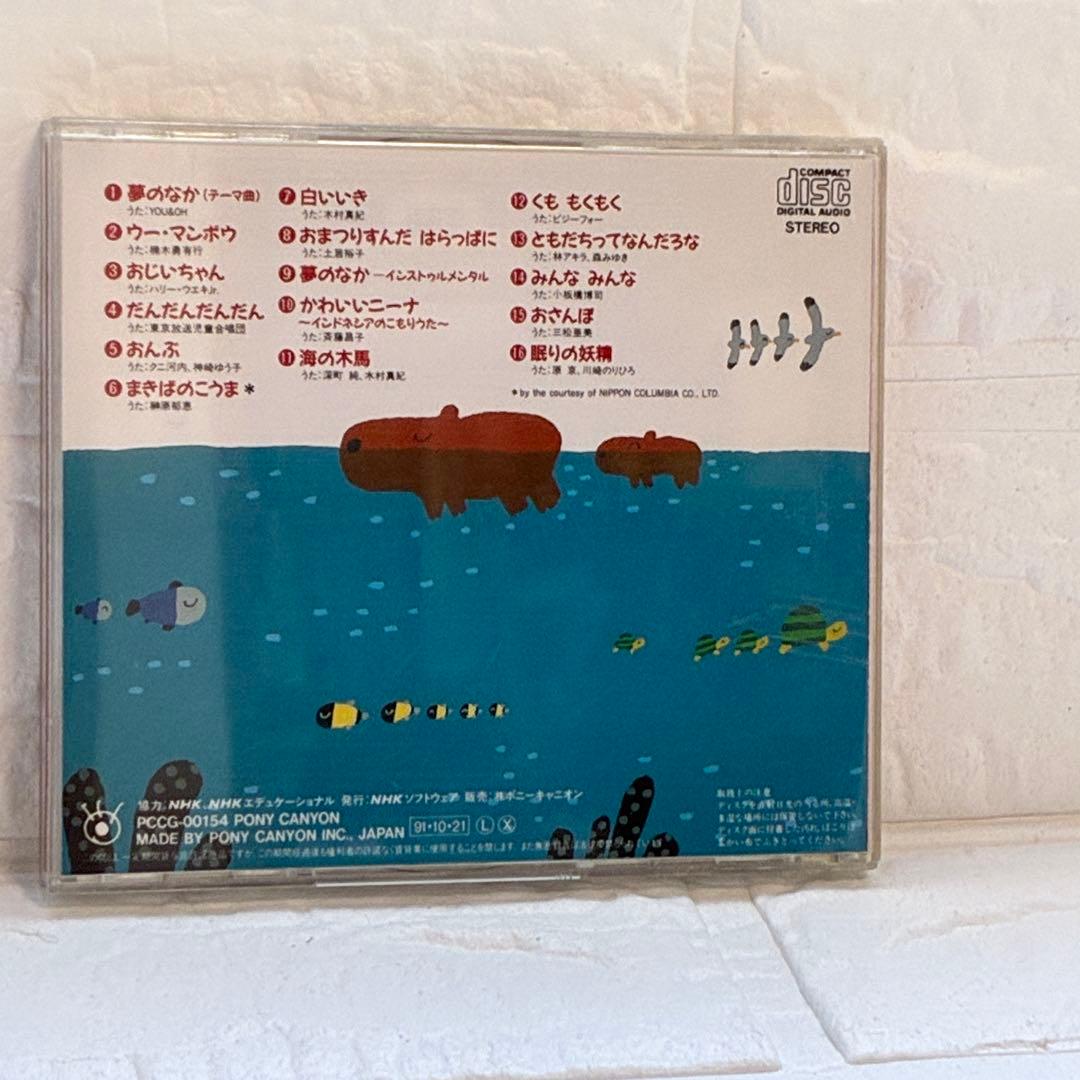 ❶ 夢のなか(テーマ曲)
うた:YOU&OH
❷ ウー・マンボウ
うた:楠木勇有行
❸ おじいちゃん
うた:ハリー・ウエキJr.
❹ だんだんだんだん
うた:東京放送児童合唱団
❺ おんぶ
うた:クニ河内、神崎ゆう子
❻ まきばのこうま*
うた:榊原郁恵
❼ 白いいき
うた:木村真紀
❽ おまつりすんだ はらっぱに
うた:土居裕子
❾ 夢のなか—インストゥルメンタル
❿ かわいいニーナ
〜インドネシアのこもりうた〜
うた:斉藤昌子
⓫ 海の木馬
うた:深町 純、木村真紀
⓬ くも もくもく
うた:ビジーフォー
⓭ ともだちってなんだろな
うた:林アキラ、森みゆき
⓮ みんな みんな
うた:小板橋博司
⓯ おさんぽ
うた:三松亜美
⓰ 眠りの妖精
うた:原 京、川崎のりひろ
*by the courtesy of NIPPON COLUMBIA CO., LTD.
COMPACT
disc
DIGITAL AUDIO
STEREO
協力:NHK、NHKエデュケーショナル 発行:NHKソフトウェア 販売:㈱ポニーキャニオン
PCCG-00154 PONY CANYON
MADE BY PONY CANYON INC., JAPAN 91・10・21 Ⓛ Ⓧ
取扱上の注意